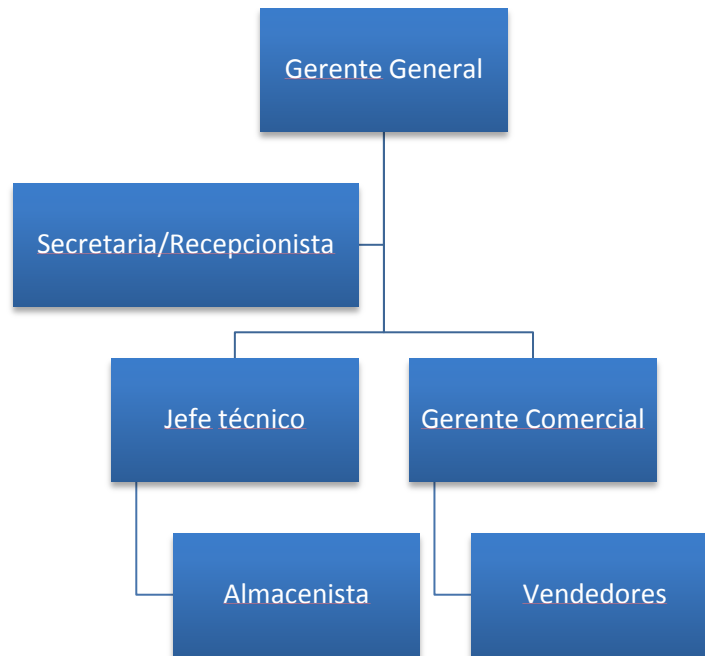 Gerente General
Secretaria/Recepcionista
Jefe técnico
Gerente Comercial
Almacenista
Vendedores